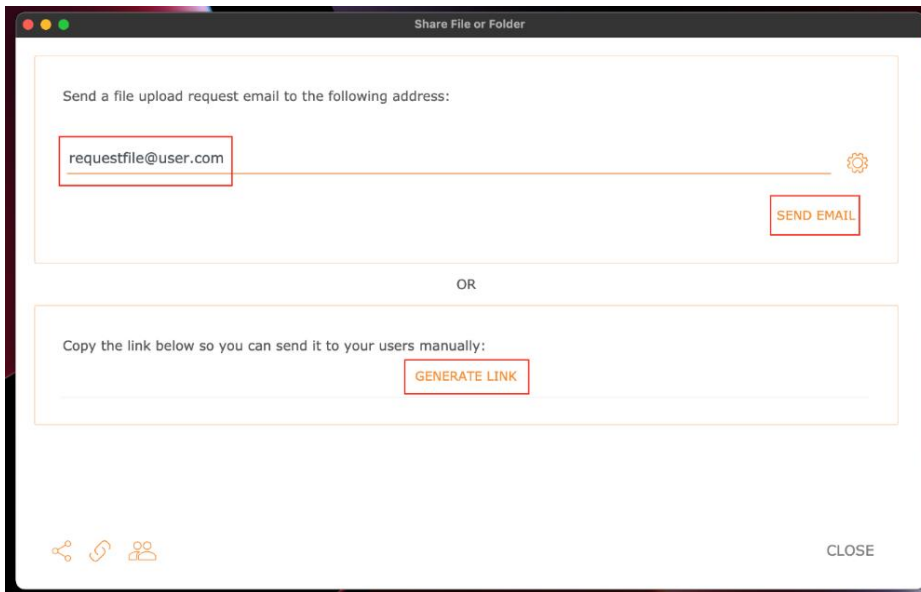 Share File or Folder
Send a file upload request email to the following address:
requestfile@user.com
SEND EMAIL
OR
Copy the link below so you can send it to your users manually:
GENERATE LINK
CLOSE